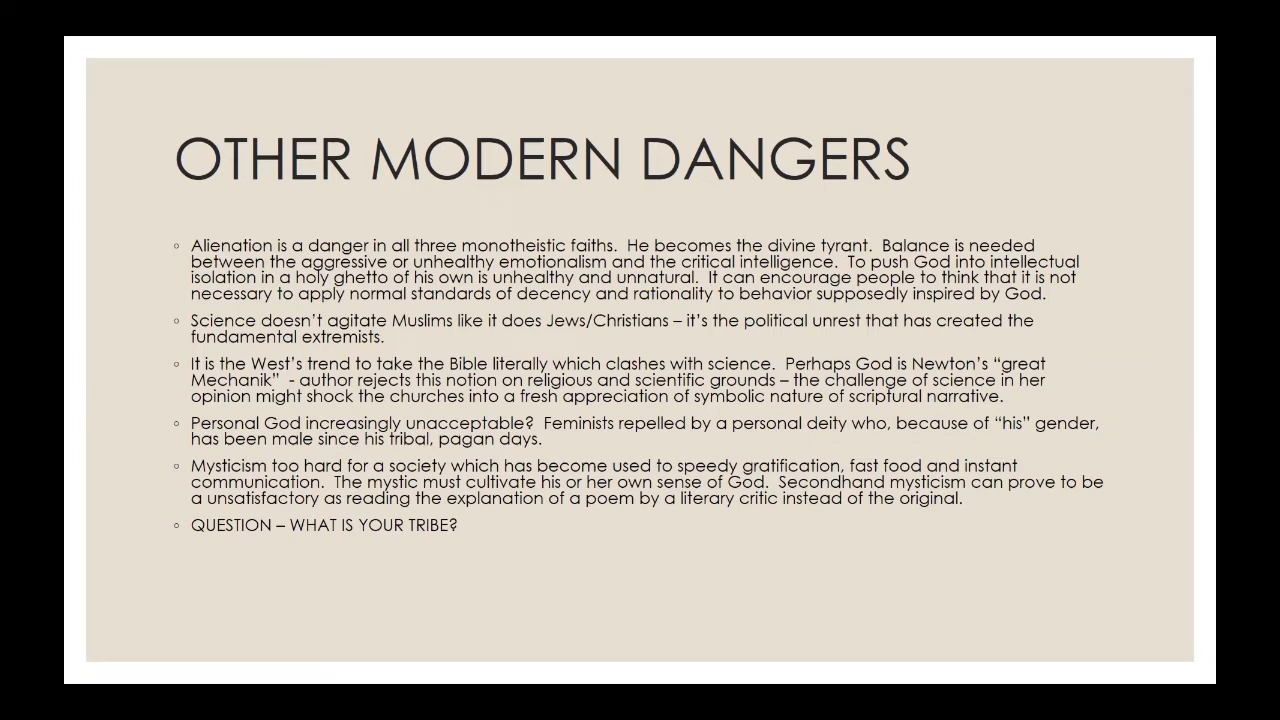 OTHER MODERN DANGERS
◦ Alienation is a danger in all three monotheistic faiths.  He becomes the divine tyrant.  Balance is needed
between the aggressive or unhealthy emotionalism and the critical intelligence.  To push God into intellectual
isolation in a holy ghetto of his own is unhealthy and unnatural.  It can encourage people to think that it is not
necessary to apply normal standards of decency and rationality to behavior supposedly inspired by God.
◦ Science doesn’t agitate Muslims like it does Jews/Christians – it’s the political unrest that has created the
fundamental extremists.
◦ It is the West’s trend to take the Bible literally which clashes with science.  Perhaps God is Newton’s “great
Mechanik”  - author rejects this notion on religious and scientific grounds – the challenge of science in her
opinion might shock the churches into a fresh appreciation of symbolic nature of scriptural narrative.
◦ Personal God increasingly unacceptable?  Feminists repelled by a personal deity who, because of “his” gender,
has been male since his tribal, pagan days.
◦ Mysticism too hard for a society which has become used to speedy gratification, fast food and instant
communication.  The mystic must cultivate his or her own sense of God.  Secondhand mysticism can prove to be
a unsatisfactory as reading the explanation of a poem by a literary critic instead of the original.
◦ QUESTION – WHAT IS YOUR TRIBE?